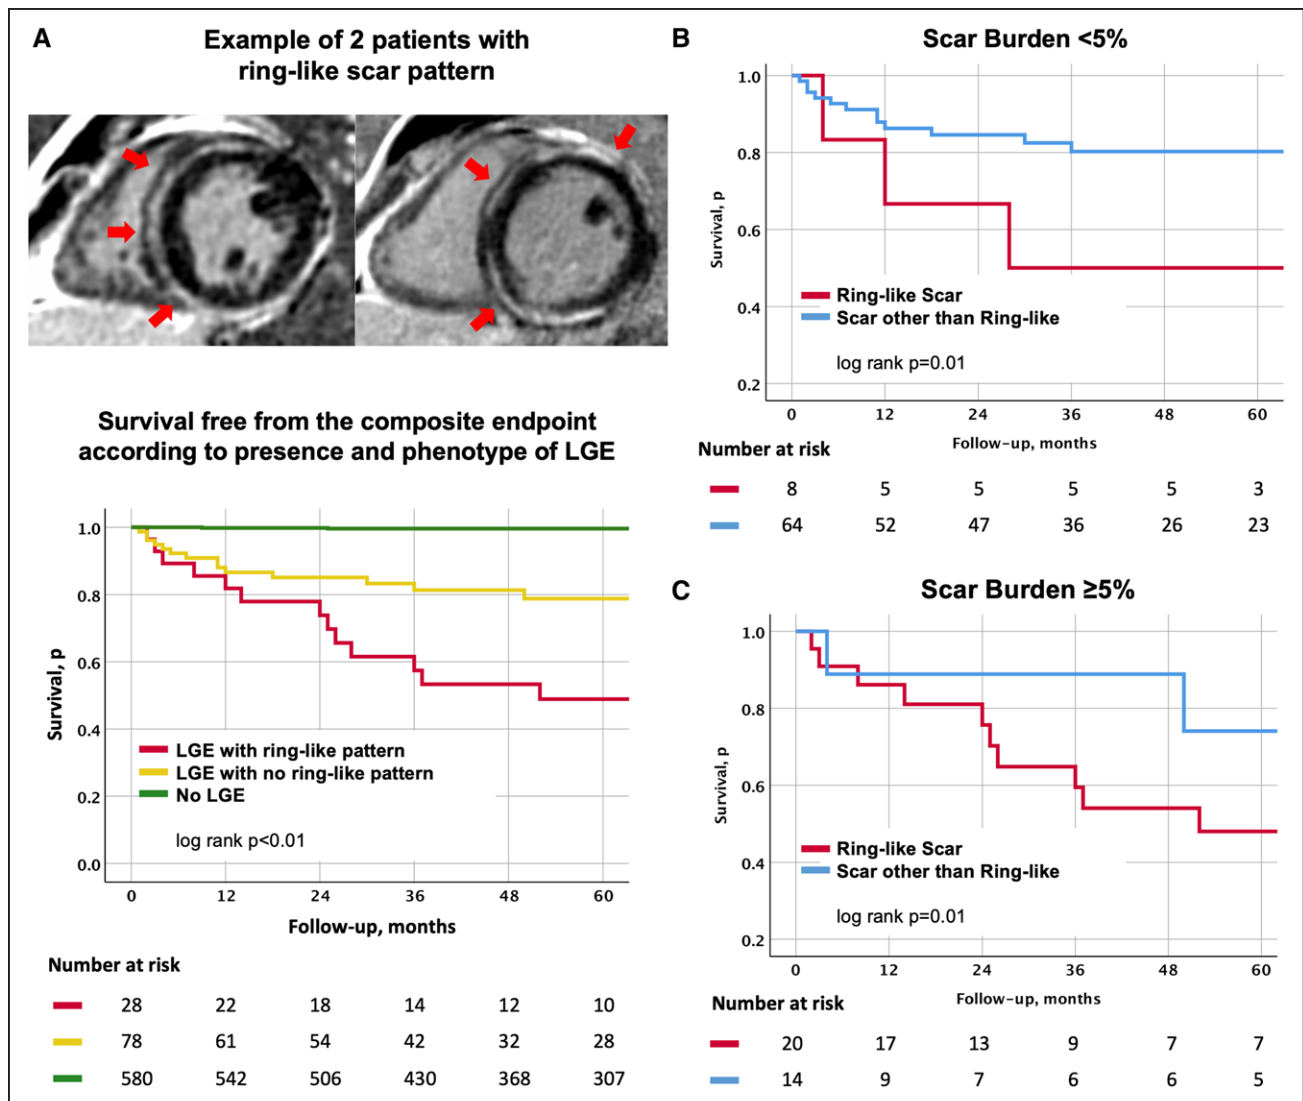 A
Example of 2 patients with
ring-like scar pattern
Survival free from the composite endpoint
according to presence and phenotype of LGE
Survival, p
1.0
0.8
0.6
0.4
0.2
0.0
LGE with ring-like pattern
LGE with no ring-like pattern
No LGE
log rank p<0.01
0 12 24 36 48 60
Follow-up, months
Number at risk
28 22 18 14 12 10
78 61 54 42 32 28
580 542 506 430 368 307
B
Scar Burden <5%
Survival, p
1.0
0.8
0.6
0.4
0.2
Ring-like Scar
Scar other than Ring-like
log rank p=0.01
0 12 24 36 48 60
Follow-up, months
Number at risk
8 5 5 5 5 3
64 52 47 36 26 23
C
Scar Burden ≥5%
Survival, p
1.0
0.8
0.6
0.4
0.2
Ring-like Scar
Scar other than Ring-like
log rank p=0.01
0 12 24 36 48 60
Follow-up, months
Number at risk
20 17 13 9 7 7
14 9 7 6 6 5